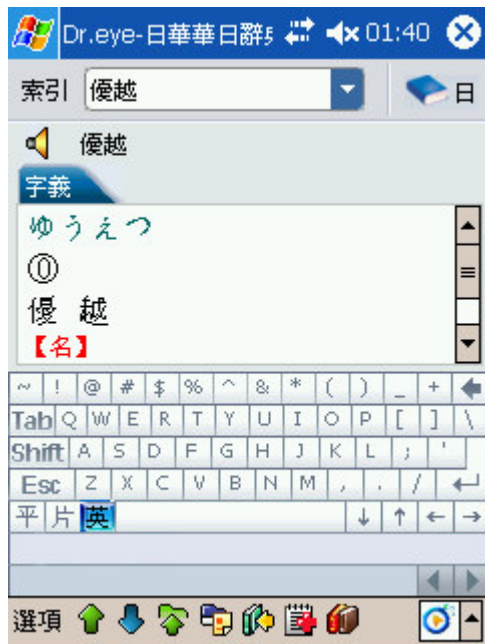 Dr.eye-日華華日辭 01:40
索引 優越 日
優越
字義
ゆうえつ
⓪
優 越
【名】
~ ! @ # $ % ^ & * ( ) _ +
Tab Q W E R T Y U I O P [ ] \
Shift A S D F G H J K L ; '
Esc Z X C V B N M , . / ↵
平 片 英 ↓ ↑ ← →
選項